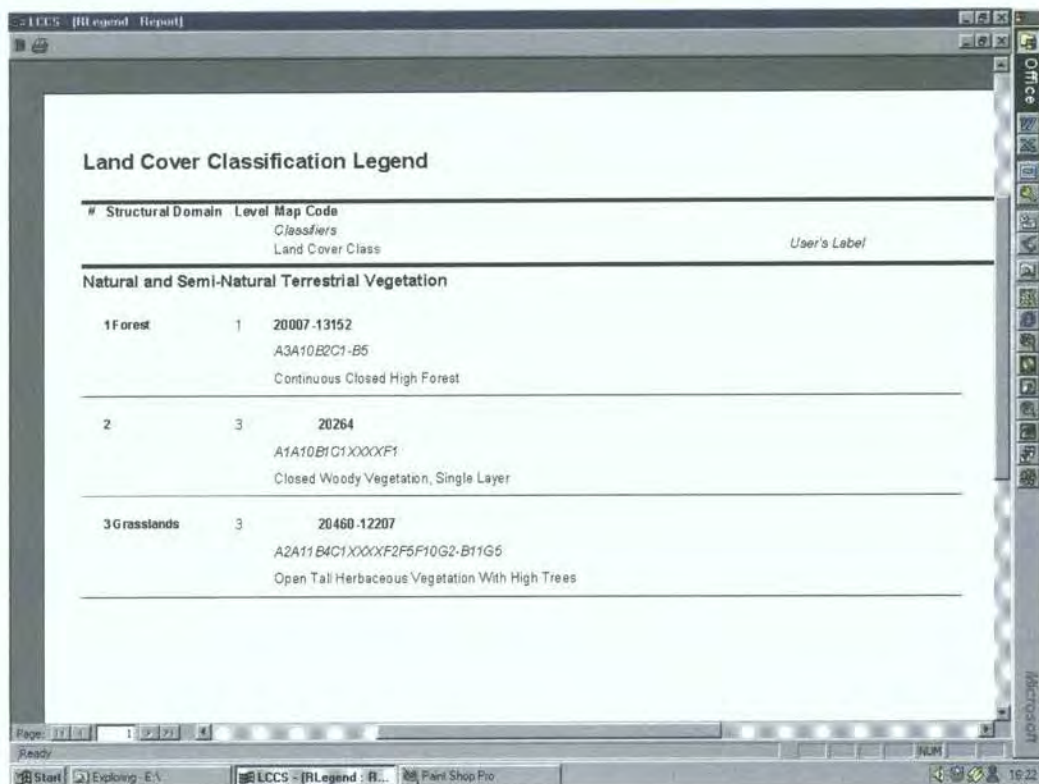 LCCS - [RLegend : Report]
Office
Land Cover Classification Legend
# Structural Domain Level Map Code
Classfiers
Land Cover Class User's Label
Natural and Semi-Natural Terrestrial Vegetation
1 Forest 1 20007-13152
A3A10B2C1-B5
Continuous Closed High Forest
2 3 20264
A1A10B1C1XXXXF1
Closed Woody Vegetation, Single Layer
3 Grasslands 3 20460-12207
A2A11B4C1XXXXF2F5F10G2-B11G5
Open Tall Herbaceous Vegetation With High Trees
Microsoft
Page: 1
Ready NUM
Start Exploring - E:\ LCCS - [RLegend : R... Paint Shop Pro 16:22